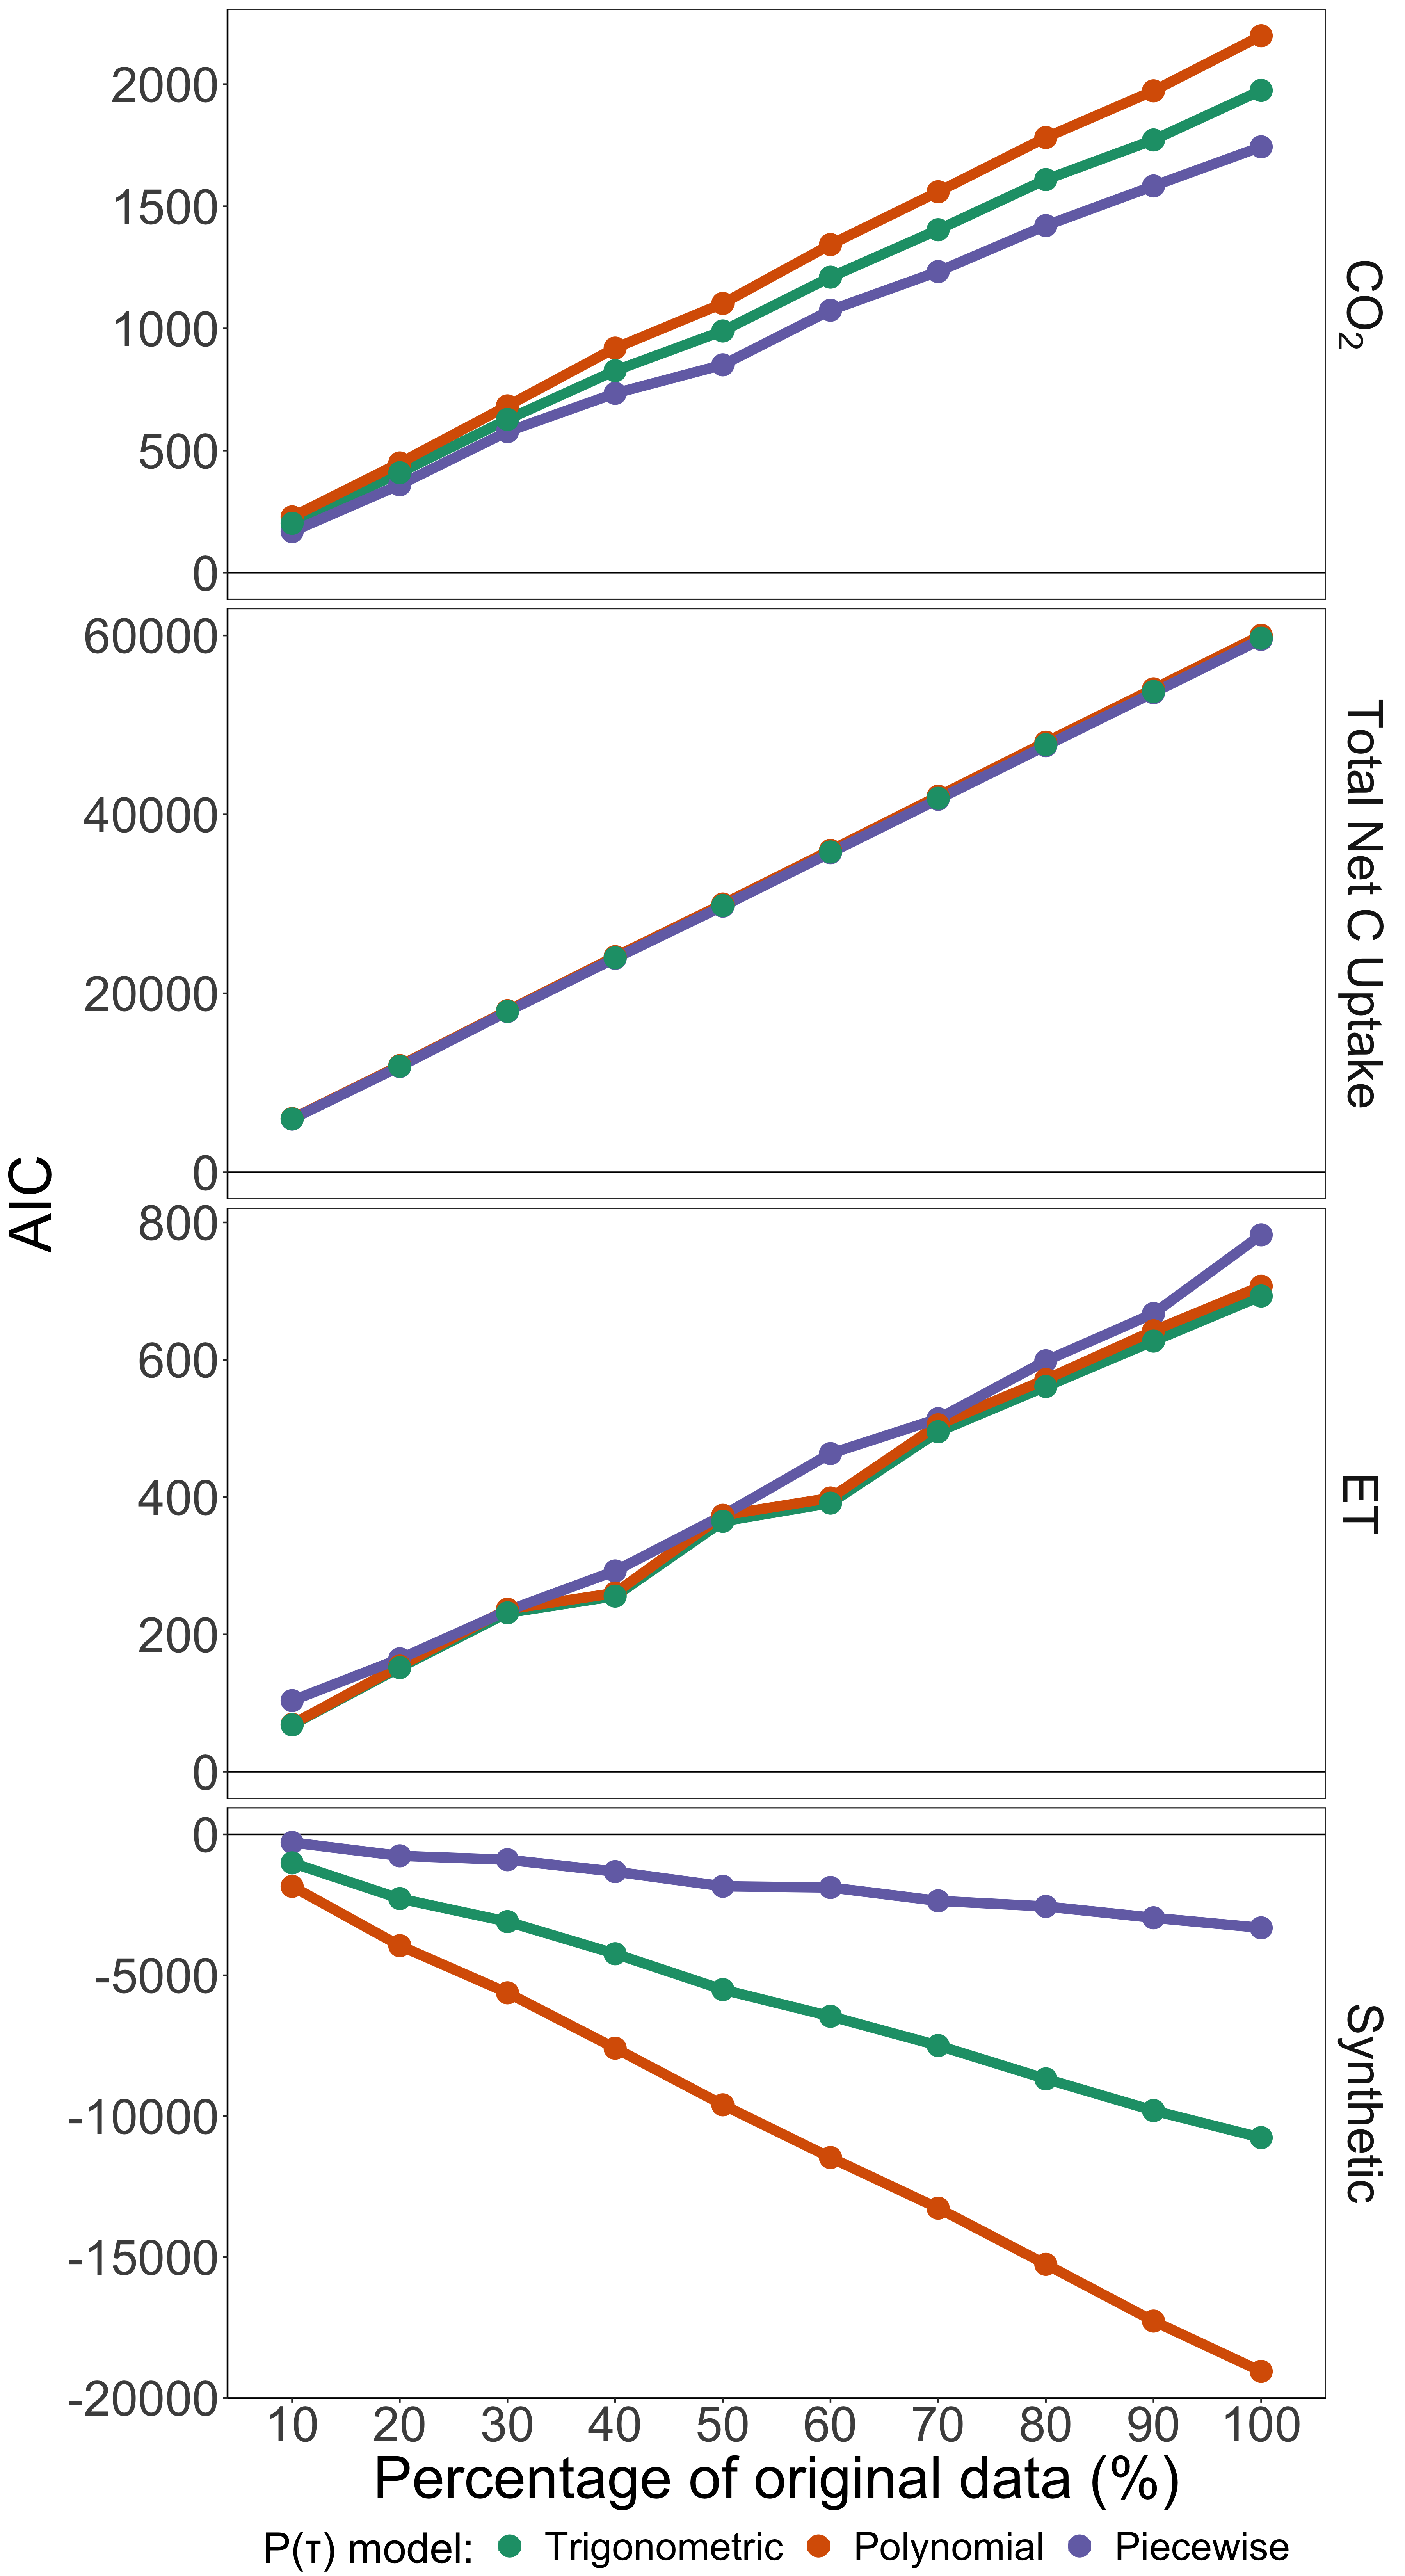 2000
1500
1000
500
0
CO₂
60000
40000
20000
0
Total Net C Uptake
AIC
800
600
400
200
0
ET
0
-5000
-10000
-15000
-20000
Synthetic
10 20 30 40 50 60 70 80 90 100
Percentage of original data (%)
P(τ) model: Trigonometric Polynomial Piecewise